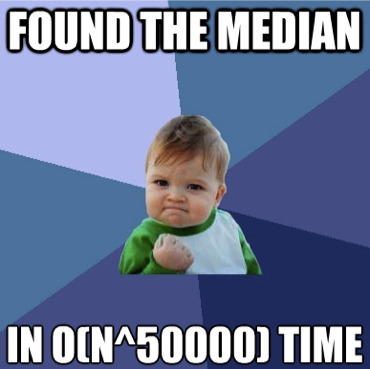 FOUND THE MEDIAN
IN O(N^50000) TIME